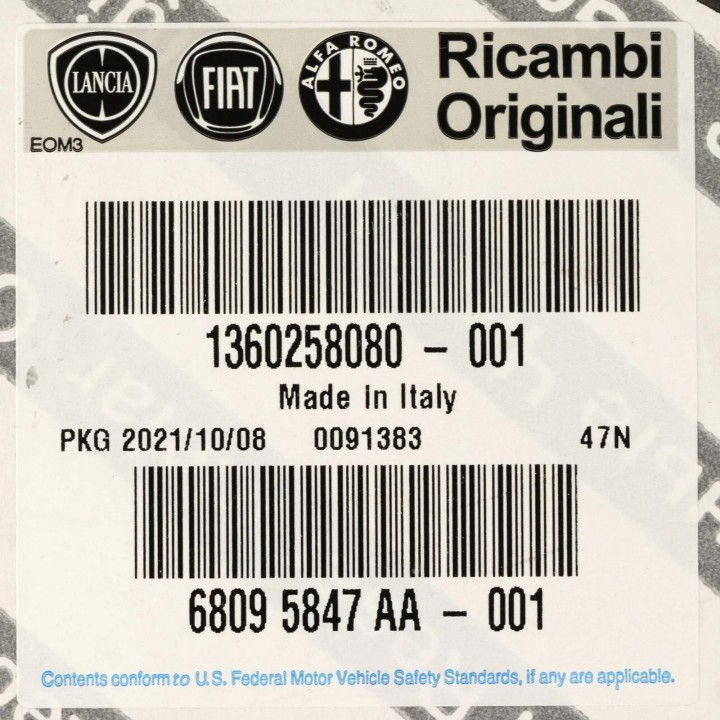 LANCIA FIAT ALFA ROMEO
Ricambi
Originali
EOM3
1360258080 - 001
Made in Italy
PKG 2021/10/08 0091383 47N
6809 5847 AA - 001
Contents conform to U.S. Federal Motor Vehicle Safety Standards, if any are applicable.